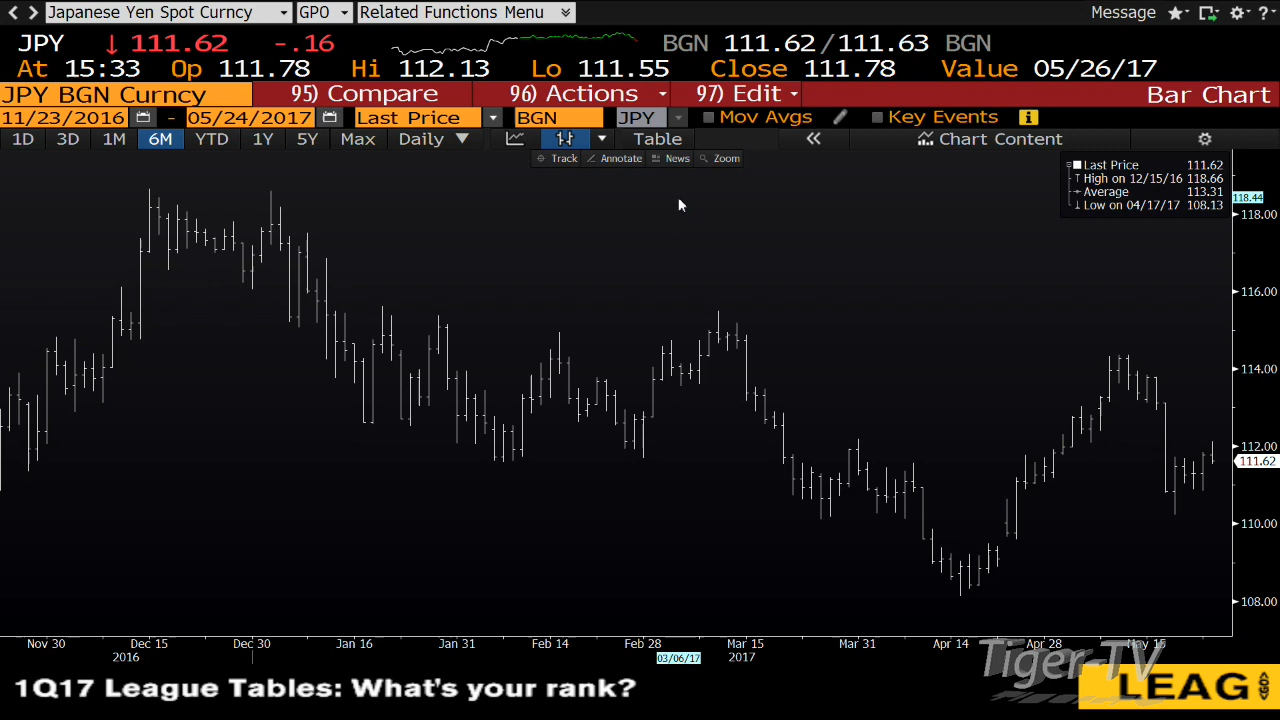 Japanese Yen Spot Curncy GPO Related Functions Menu Message
JPY ↓ 111.62 -.16 BGN 111.62/111.63 BGN
At 15:33 Op 111.78 Hi 112.13 Lo 111.55 Close 111.78 Value 05/26/17
JPY BGN Curncy 95) Compare 96) Actions 97) Edit Bar Chart
11/23/2016 - 05/24/2017 Last Price BGN JPY Mov Avgs Key Events
1D 3D 1M 6M YTD 1Y 5Y Max Daily ▼ Table « Chart Content
Track Annotate News Zoom
Last Price 111.62
High on 12/15/16 118.66
Average 113.31
Low on 04/17/17 108.13
118.44
118.00
116.00
114.00
112.00
111.62
110.00
108.00
Nov 30 Dec 15 Dec 30 Jan 16 Jan 31 Feb 14 Feb 28 Mar 15 Mar 31 Apr 14 Apr 28 May 15
2016 03/06/17 2017
Tiger-TV
1Q17 League Tables: What's your rank? LEAG